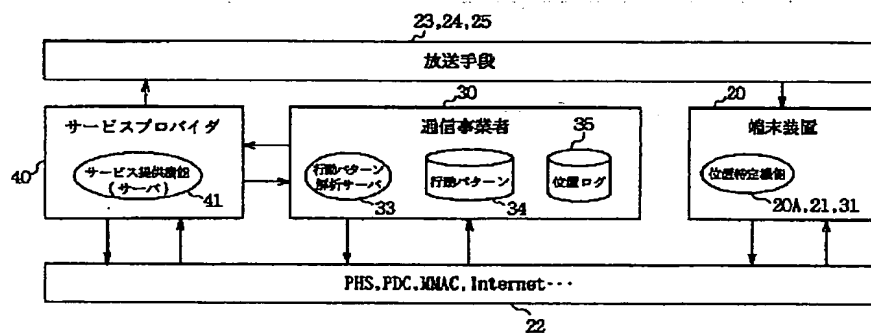 23,24,25
放送手段
サービスプロバイダ
サービス提供機能
(サーバ)
40
41
30
通信事業者
35
行動パターン
解析サーバ
33
行動パターン
34
位置ログ
20
端末装置
位置特定機能
20A,21,31
PHS,PDC,MMAC,Internet···
22